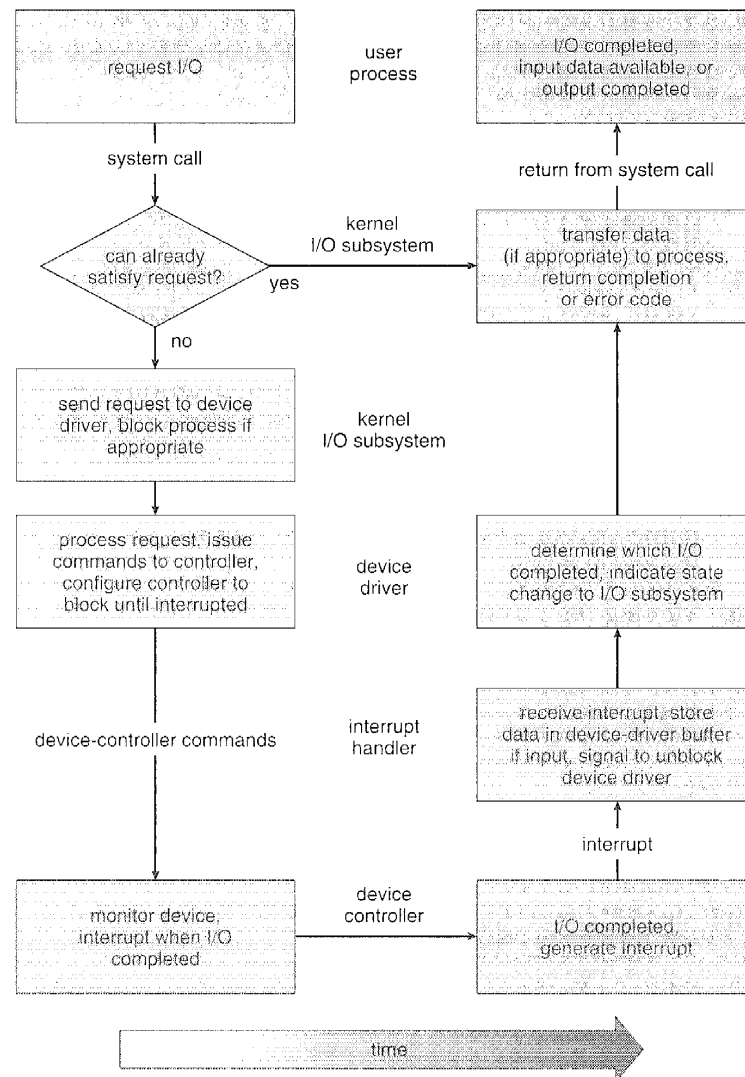 request I/O
user
process
I/O completed,
input data available, or
output completed
system call
return from system call
kernel
I/O subsystem
can already
satisfy request?
yes
transfer data
(if appropriate) to process,
return completion
or error code
no
send request to device
driver, block process if
appropriate
kernel
I/O subsystem
process request, issue
commands to controller,
configure controller to
block until interrupted
device
driver
determine which I/O
completed, indicate state
change to I/O subsystem
device-controller commands
interrupt
handler
receive interrupt, store
data in device-driver buffer
if input, signal to unblock
device driver
interrupt
monitor device,
interrupt when I/O
completed
device
controller
I/O completed,
generate interrupt
time